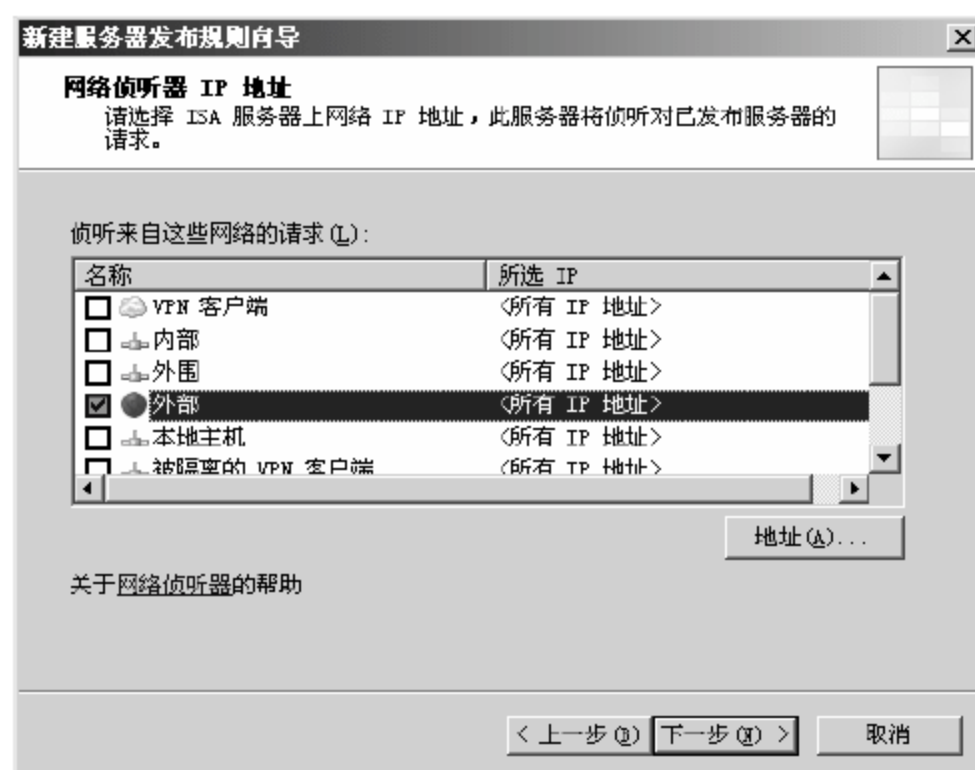 新建服务器发布规则向导
网络侦听器 IP 地址
请选择 ISA 服务器上网络 IP 地址，此服务器将侦听对已发布服务器的
请求。
侦听来自这些网络的请求(L):
名称 所选 IP
VPN 客户端 <所有 IP 地址>
内部 <所有 IP 地址>
外围 <所有 IP 地址>
外部 <所有 IP 地址>
本地主机 <所有 IP 地址>
被隔离的 VPN 客户端 <所有 IP 地址>
地址(A)...
关于网络侦听器的帮助
< 上一步(B) 下一步(N) > 取消